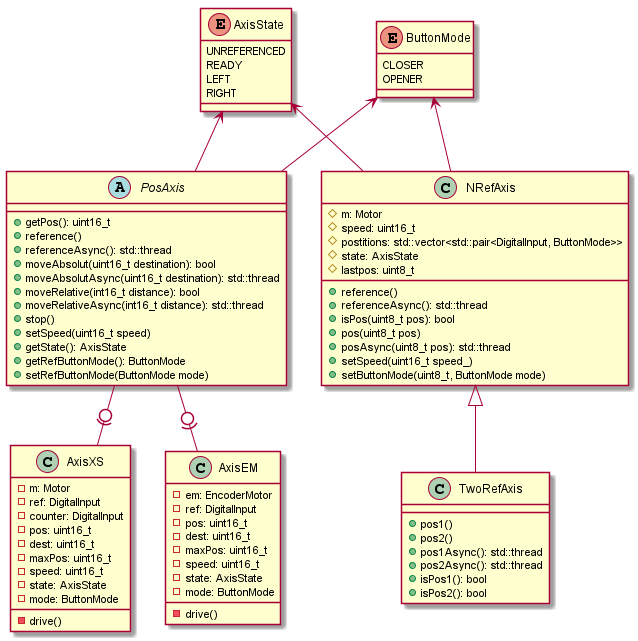 E AxisState
UNREFERENCED
READY
LEFT
RIGHT
E ButtonMode
CLOSER
OPENER
A PosAxis
getPos(): uint16_t
reference()
referenceAsync(): std::thread
moveAbsolut(uint16_t destination): bool
moveAbsolutAsync(uint16_t destination): std::thread
moveRelative(int16_t distance): bool
moveRelativeAsync(int16_t distance): std::thread
stop()
setSpeed(uint16_t speed)
getState(): AxisState
getRefButtonMode(): ButtonMode
setRefButtonMode(ButtonMode mode)
C NRefAxis
m: Motor
speed: uint16_t
postitions: std::vector<std::pair<DigitalInput, ButtonMode>>
state: AxisState
lastpos: uint8_t
reference()
referenceAsync(): std::thread
isPos(uint8_t pos): bool
pos(uint8_t pos)
posAsync(uint8_t pos): std::thread
setSpeed(uint16_t speed_)
setButtonMode(uint8_t, ButtonMode mode)
C AxisXS
m: Motor
ref: DigitalInput
counter: DigitalInput
pos: uint16_t
dest: uint16_t
maxPos: uint16_t
speed: uint16_t
state: AxisState
mode: ButtonMode
drive()
C AxisEM
em: EncoderMotor
ref: DigitalInput
pos: uint16_t
dest: uint16_t
maxPos: uint16_t
speed: uint16_t
state: AxisState
mode: ButtonMode
drive()
C TwoRefAxis
pos1()
pos2()
pos1Async(): std::thread
pos2Async(): std::thread
isPos1(): bool
isPos2(): bool